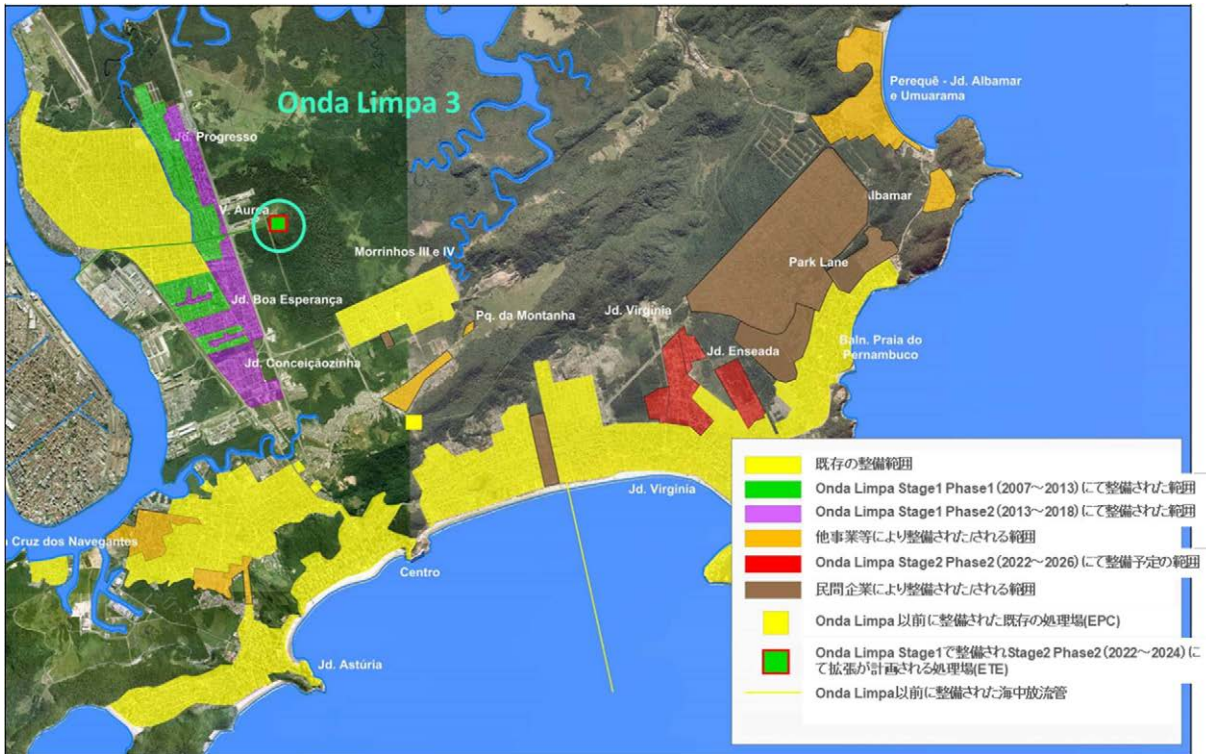 Onda Limpa 3
Perequê - Jd. Albamar
e Umuarama
Jd. Progresso
V. Aurea
Albamar
Morrinhos III e IV
Park Lane
Jd. Boa Esperança
Pq. da Montanha
Jd. Virgínia
Baln. Praia do
Pernambuco
Jd. Enseada
Jd. Conceiçãozinha
Jd. Virgínia
a Cruz dos Navegantes
Centro
Jd. Astúria
既存の整備範囲
Onda Limpa Stage1 Phase1(2007~2013)にて整備された範囲
Onda Limpa Stage1 Phase2(2013~2018)にて整備された範囲
他事業等により整備された/される範囲
Onda Limpa Stage2 Phase2(2022~2026)にて整備予定の範囲
民間企業により整備された/される範囲
Onda Limpa 以前に整備された既存の処理場(EPC)
Onda Limpa Stage1で整備されStage2 Phase2(2022~2024)に
て拡張が計画される処理場(ETE)
Onda Limpa以前に整備された海中放流管